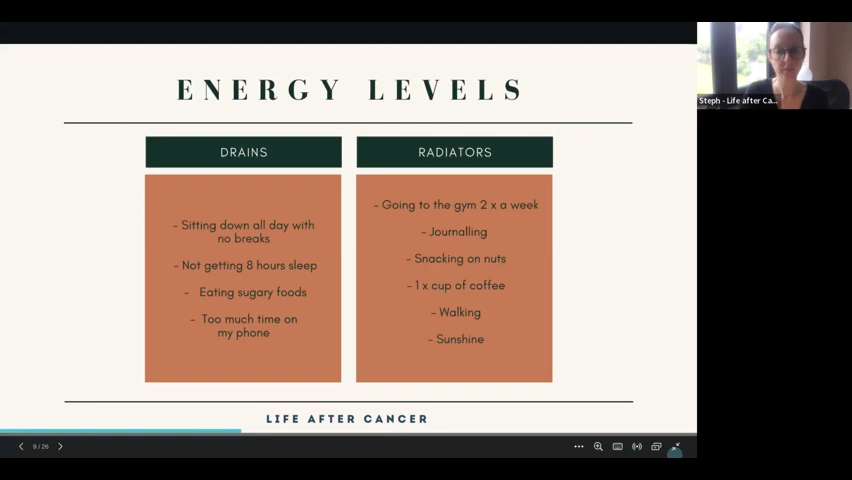 ENERGY LEVELS
DRAINS
- Sitting down all day with
no breaks
- Not getting 8 hours sleep
- Eating sugary foods
- Too much time on
my phone
RADIATORS
- Going to the gym 2 x a week
- Journalling
- Snacking on nuts
- 1 x cup of coffee
- Walking
- Sunshine
LIFE AFTER CANCER
9 / 26
Steph - Life after Ca...